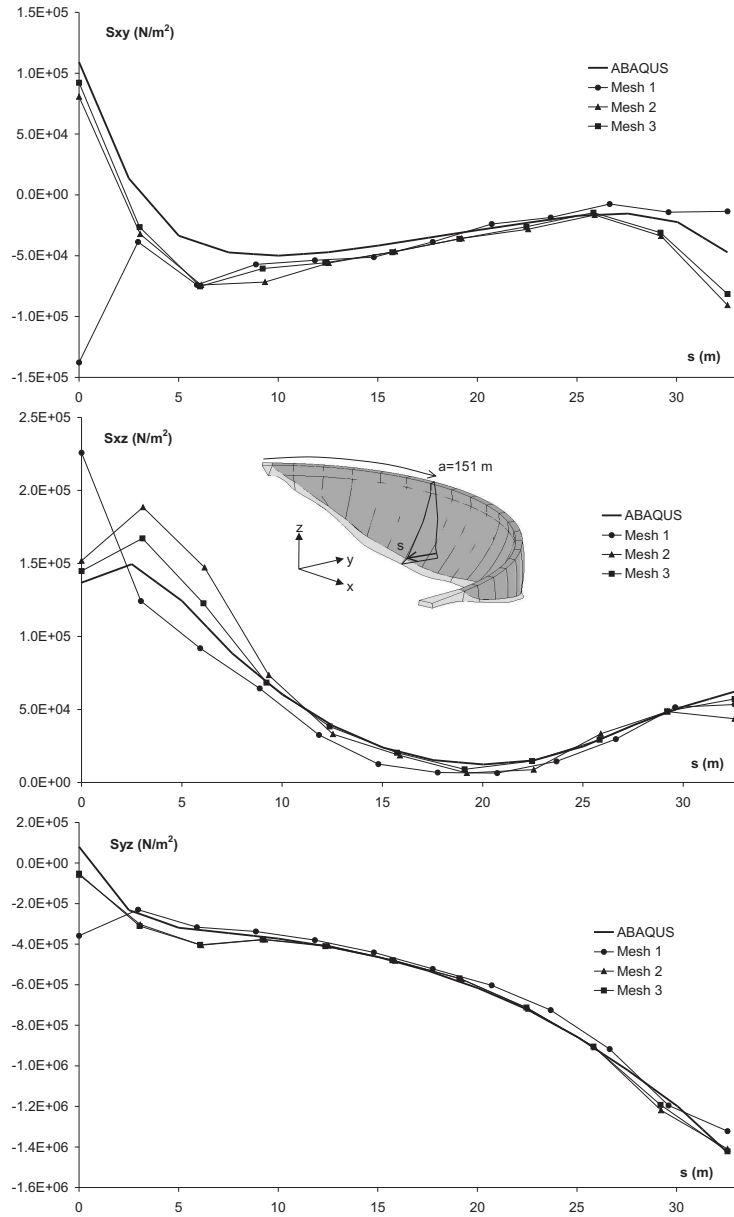 Sxy (N/m²)
1.5E+05
1.0E+05
5.0E+04
0.0E+00
-5.0E+04
-1.0E+05
-1.5E+05
ABAQUS
Mesh 1
Mesh 2
Mesh 3
s (m)
0 5 10 15 20 25 30
Sxz (N/m²)
2.5E+05
2.0E+05
1.5E+05
1.0E+05
5.0E+04
0.0E+00
a=151 m
s
z
y
x
ABAQUS
Mesh 1
Mesh 2
Mesh 3
s (m)
0 5 10 15 20 25 30
Syz (N/m²)
2.0E+05
0.0E+00
-2.0E+05
-4.0E+05
-6.0E+05
-8.0E+05
-1.0E+06
-1.2E+06
-1.4E+06
-1.6E+06
ABAQUS
Mesh 1
Mesh 2
Mesh 3
s (m)
0 5 10 15 20 25 30